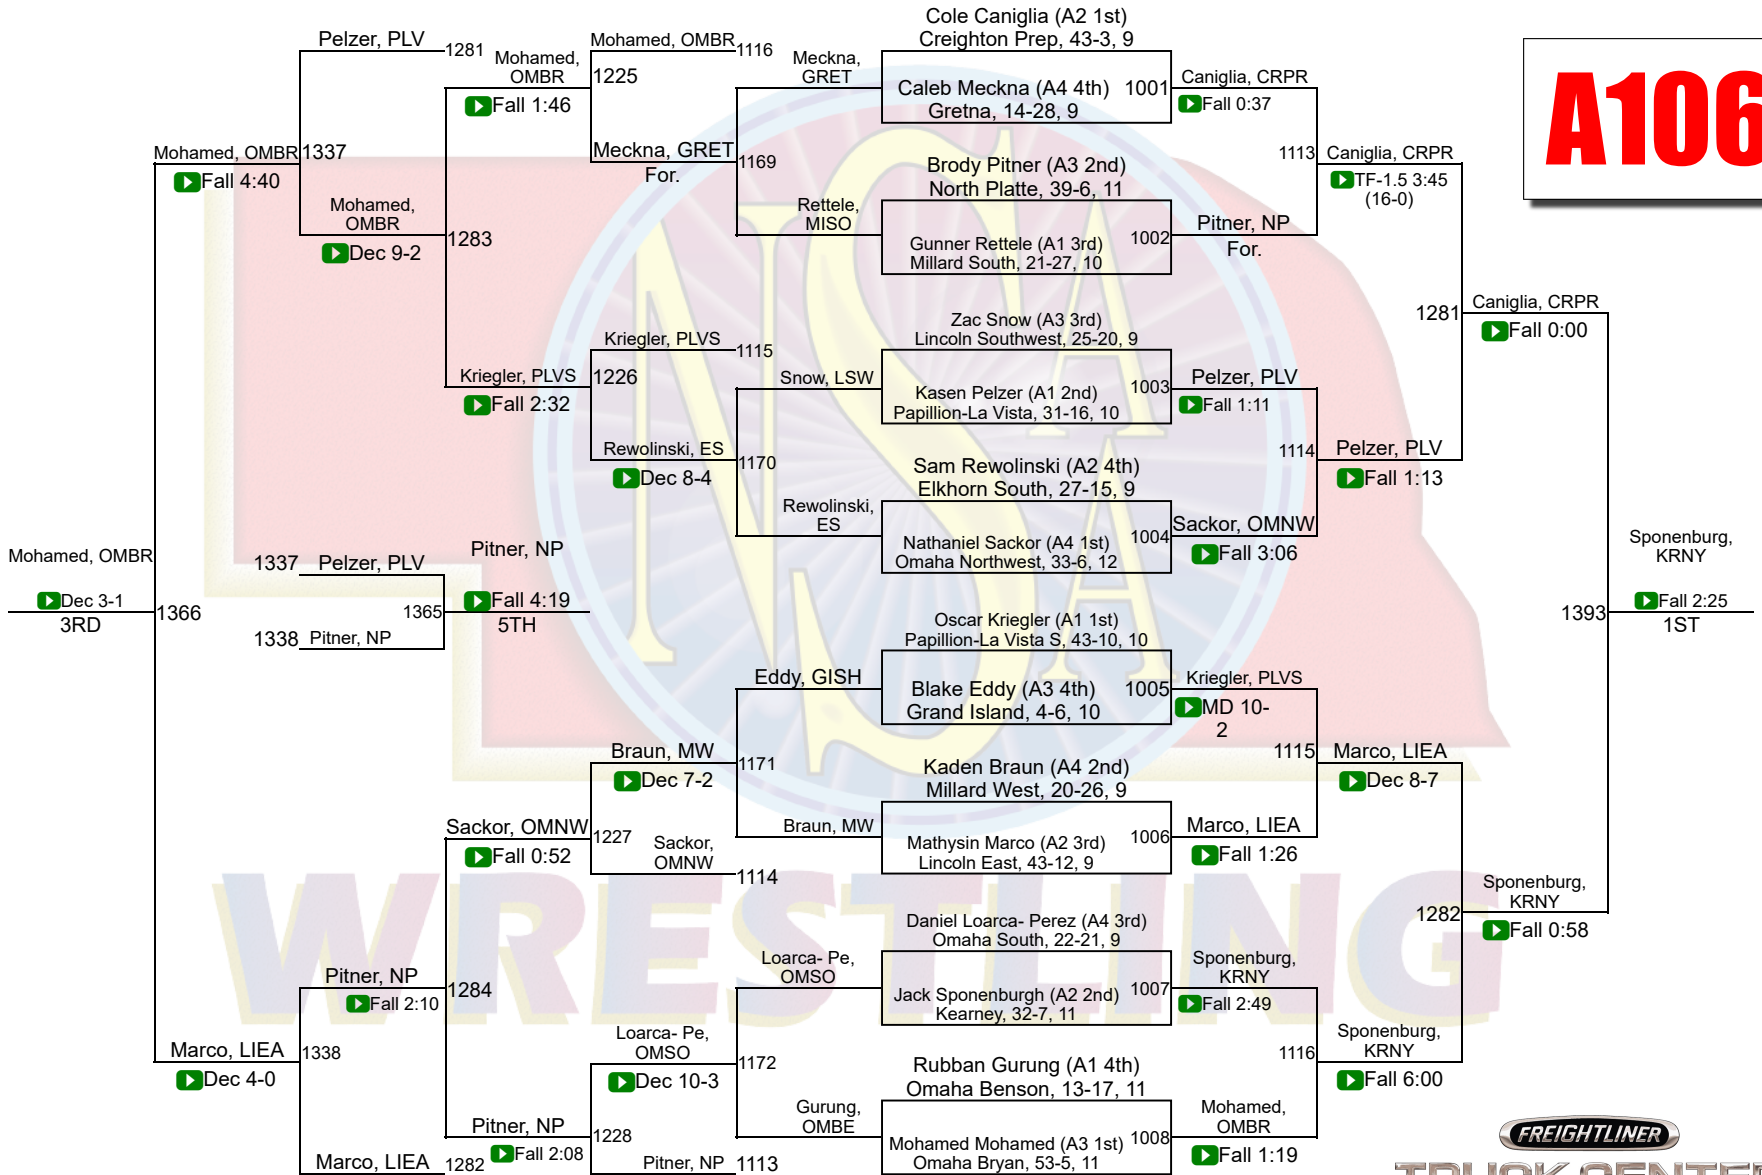 A106
Cole Caniglia (A2 1st)
Creighton Prep, 43-3, 9
Caleb Meckna (A4 4th)
Gretna, 14-28, 9
1001
Brody Pitner (A3 2nd)
North Platte, 39-6, 11
Gunner Rettele (A1 3rd)
Millard South, 21-27, 10
1002
Zac Snow (A3 3rd)
Lincoln Southwest, 25-20, 9
Kasen Pelzer (A1 2nd)
Papillion-La Vista, 31-16, 10
1003
Sam Rewolinski (A2 4th)
Elkhorn South, 27-15, 9
Nathaniel Sackor (A4 1st)
Omaha Northwest, 33-6, 12
1004
Oscar Kriegler (A1 1st)
Papillion-La Vista S, 43-10, 10
Blake Eddy (A3 4th)
Grand Island, 4-6, 10
1005
Kaden Braun (A4 2nd)
Millard West, 20-26, 9
Mathysin Marco (A2 3rd)
Lincoln East, 43-12, 9
1006
Daniel Loarca- Perez (A4 3rd)
Omaha South, 22-21, 9
Jack Sponenburgh (A2 2nd)
Kearney, 32-7, 11
1007
Rubban Gurung (A1 4th)
Omaha Benson, 13-17, 11
Mohamed Mohamed (A3 1st)
Omaha Bryan, 53-5, 11
1008
Caniglia, CRPR
Fall 0:37
Pitner, NP
For.
Pelzer, PLV
Fall 1:11
Sackor, OMNW
Fall 3:06
Kriegler, PLVS
MD 10-
2
Marco, LIEA
Fall 1:26
Sponenburg,
KRNY
Fall 2:49
Mohamed,
OMBR
Fall 1:19
1113
Caniglia, CRPR
TF-1.5 3:45
(16-0)
1114
Pelzer, PLV
Fall 1:13
1115
Marco, LIEA
Dec 8-7
1116
Sponenburg,
KRNY
Fall 6:00
1281
Caniglia, CRPR
Fall 0:00
1282
Sponenburg,
KRNY
Fall 0:58
1393
Sponenburg,
KRNY
Fall 2:25
1ST
Meckna,
GRET
Rettele,
MISO
Snow, LSW
Rewolinski,
ES
Eddy, GISH
Braun, MW
Loarca- Pe,
OMSO
Gurung,
OMBE
Mohamed, OMBR
1116
Meckna, GRET
For.
1169
Kriegler, PLVS
1115
Rewolinski, ES
Dec 8-4
1170
Braun, MW
Dec 7-2
1171
Sackor,
OMNW
1114
Loarca- Pe,
OMSO
Dec 10-3
1172
Pitner, NP
1113
Mohamed,
OMBR
Fall 1:46
1225
Kriegler, PLVS
Fall 2:32
1226
Sackor, OMNW
Fall 0:52
1227
Pitner, NP
Fall 2:08
1228
Pelzer, PLV
1281
Mohamed,
OMBR
Dec 9-2
1283
Pitner, NP
Fall 2:10
1284
Marco, LIEA
1282
Mohamed, OMBR
Fall 4:40
1337
Marco, LIEA
Dec 4-0
1338
Mohamed, OMBR
Dec 3-1
3RD
1366
1337
Pelzer, PLV
1338
Pitner, NP
1365
Pitner, NP
Fall 4:19
5TH
NSAA
WRESTLING
FREIGHTLINER
TRUCK CENTER